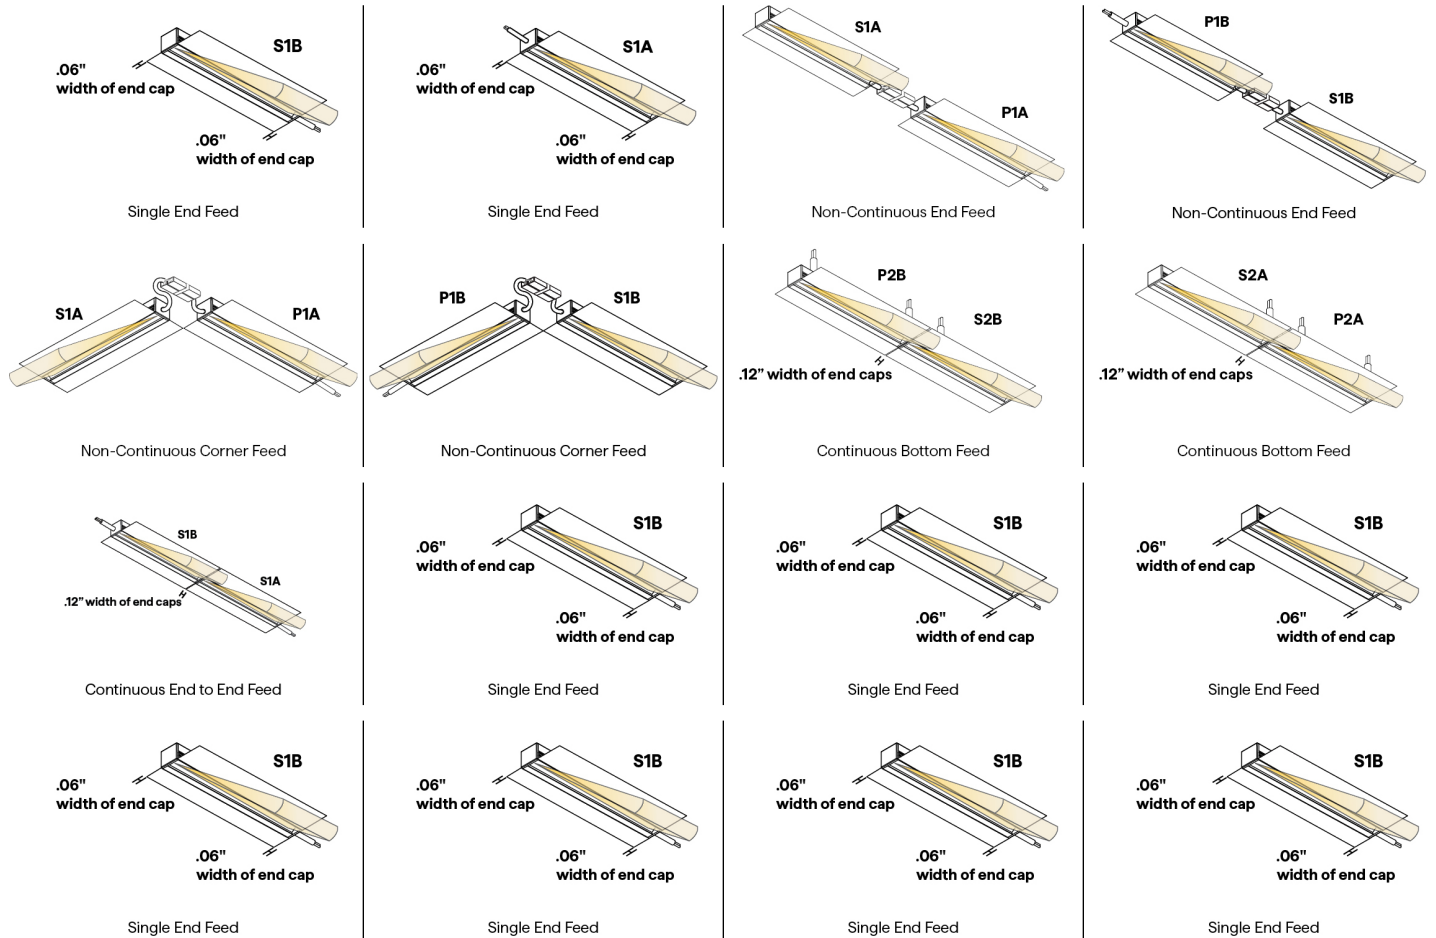 S1B
.06"
width of end cap
.06"
width of end cap
Single End Feed
S1A
.06"
width of end cap
.06"
width of end cap
Single End Feed
S1A
P1A
Non-Continuous End Feed
P1B
S1B
Non-Continuous End Feed
S1A
P1A
Non-Continuous Corner Feed
P1B
S1B
Non-Continuous Corner Feed
P2B
S2B
.12” width of end caps
Continuous Bottom Feed
S2A
P2A
.12” width of end caps
Continuous Bottom Feed
S1B
S1A
.12” width of end caps
Continuous End to End Feed
S1B
.06"
width of end cap
.06"
width of end cap
Single End Feed
S1B
.06"
width of end cap
.06"
width of end cap
Single End Feed
S1B
.06"
width of end cap
.06"
width of end cap
Single End Feed
S1B
.06"
width of end cap
.06"
width of end cap
Single End Feed
S1B
.06"
width of end cap
.06"
width of end cap
Single End Feed
S1B
.06"
width of end cap
.06"
width of end cap
Single End Feed
S1B
.06"
width of end cap
.06"
width of end cap
Single End Feed